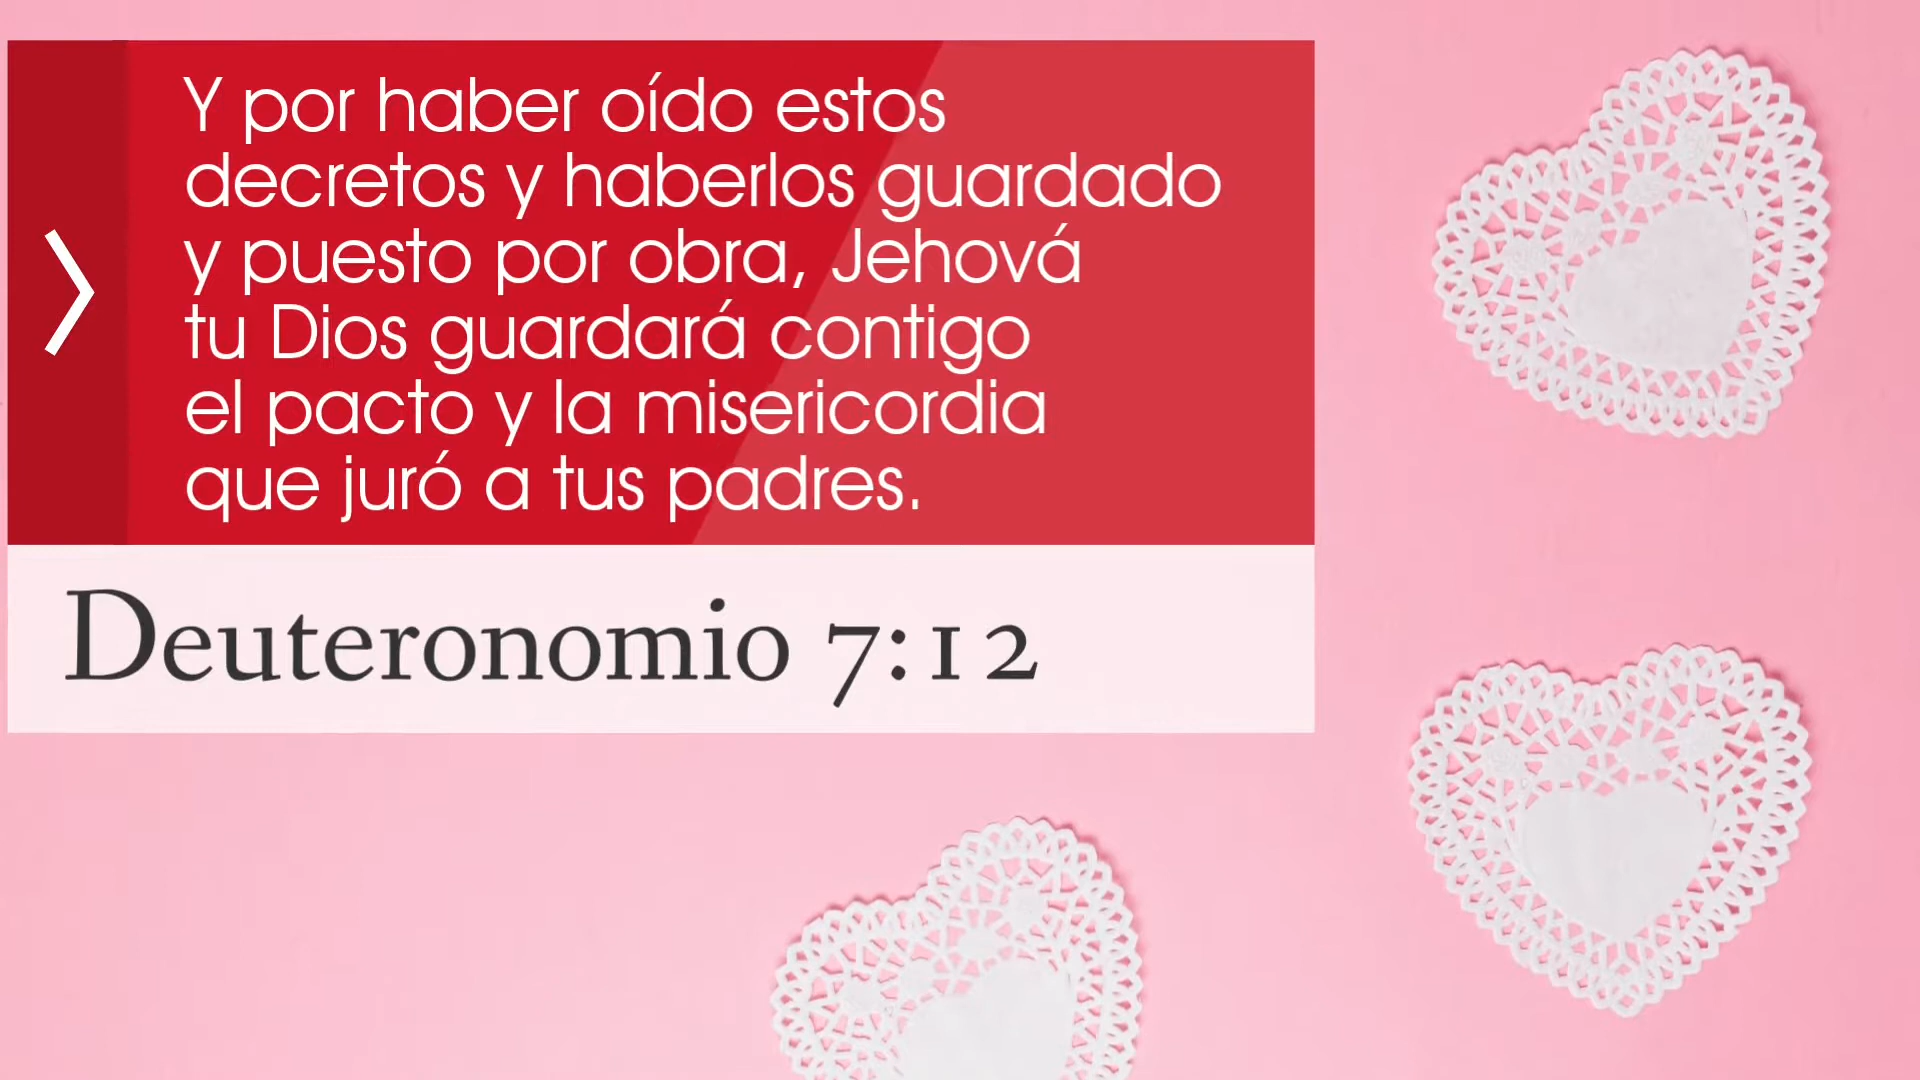 Y por haber oído estos
decretos y haberlos guardado
y puesto por obra, Jehová
tu Dios guardará contigo
el pacto y la misericordia
que juró a tus padres.
Deuteronomio 7:12